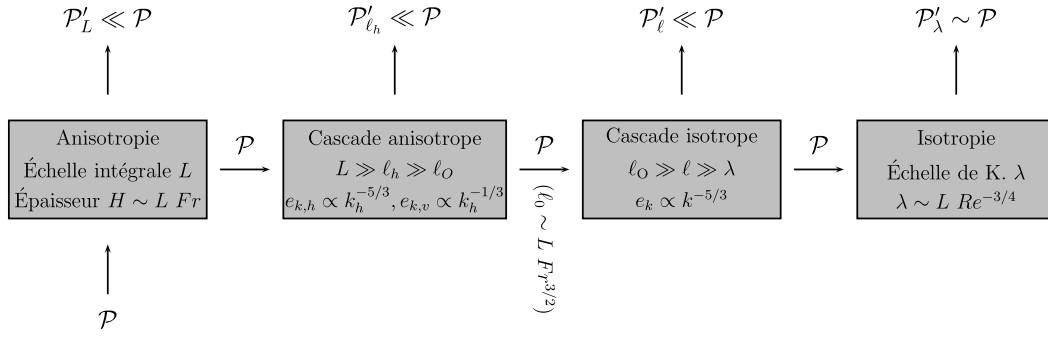 𝒫′_L ≪ 𝒫
𝒫′_{ℓ_h} ≪ 𝒫
𝒫′_ℓ ≪ 𝒫
𝒫′_λ ∼ 𝒫
Anisotropie
Échelle intégrale L
Épaisseur H ∼ L Fr
𝒫
Cascade anisotrope
L ≫ ℓ_h ≫ ℓ_O
e_{k,h} ∝ k_h^{-5/3}, e_{k,v} ∝ k_h^{-1/3}
𝒫
(ℓ_0 ∼ L Fr^{3/2})
Cascade isotrope
ℓ_O ≫ ℓ ≫ λ
e_k ∝ k^{-5/3}
𝒫
Isotropie
Échelle de K. λ
λ ∼ L Re^{-3/4}
𝒫